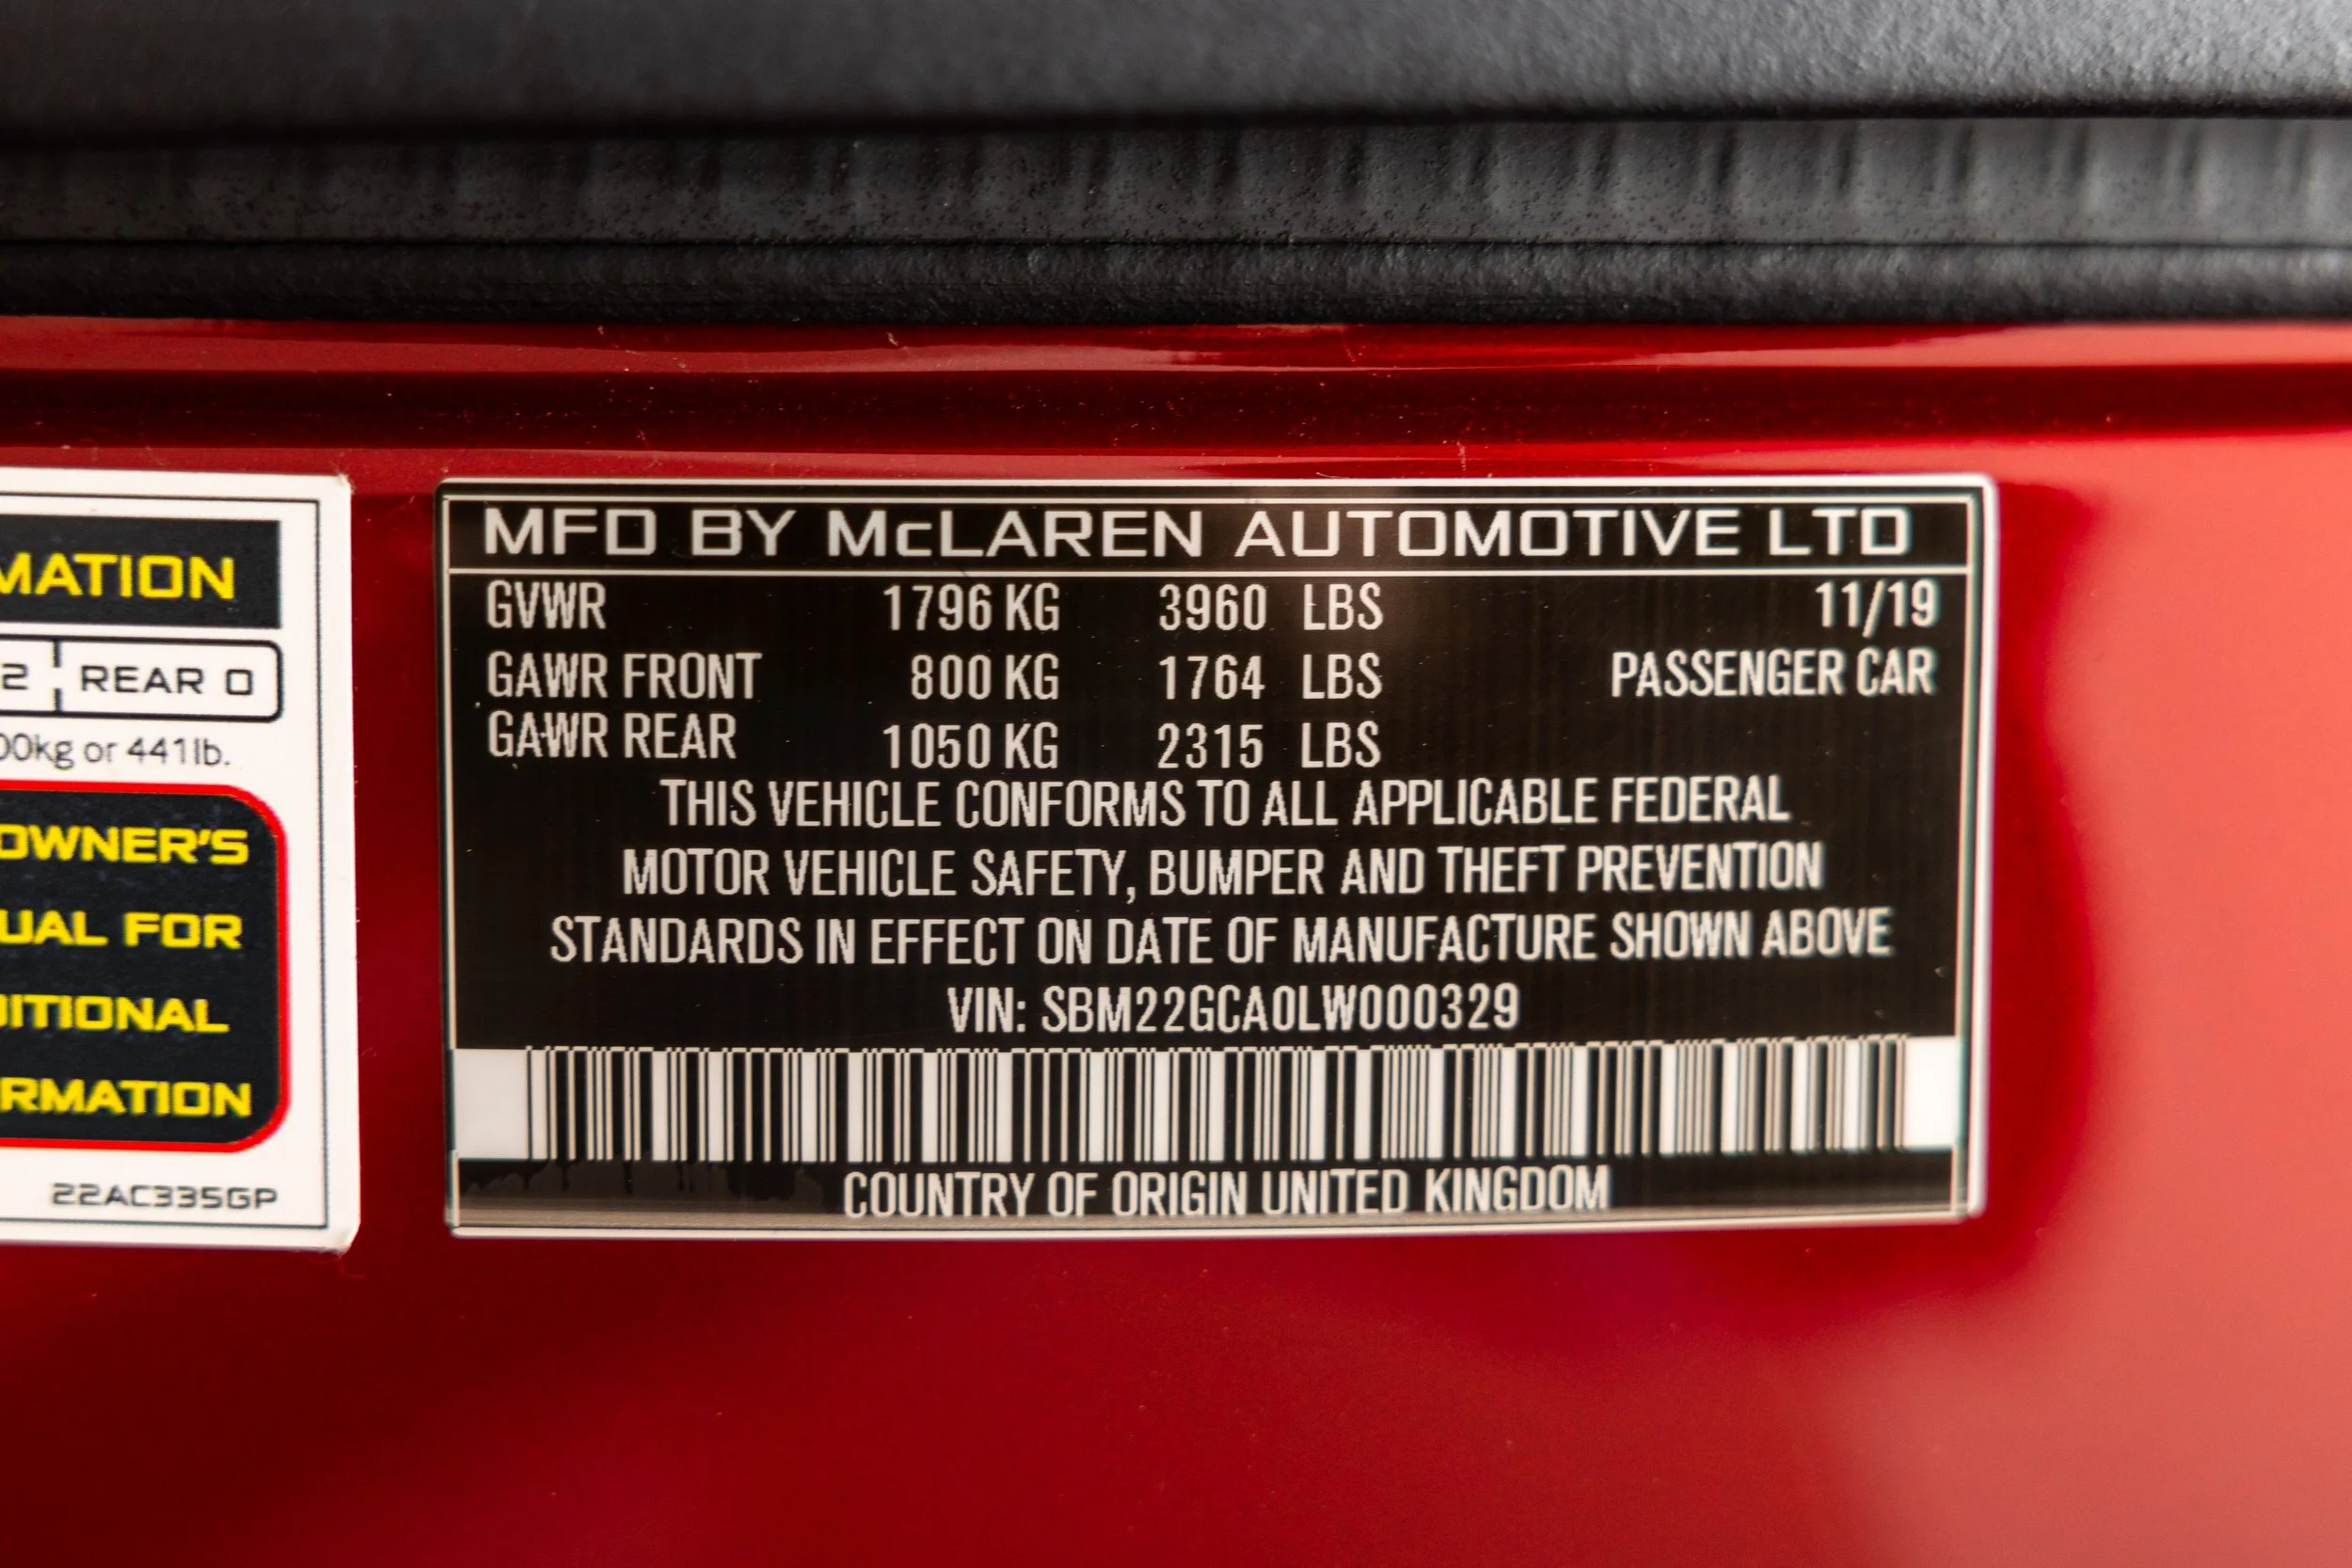 MATION
2 REAR 0
00kg or 441lb.
OWNER'S
UAL FOR
DITIONAL
RMATION
22AC335GP
MFD BY McLAREN AUTOMOTIVE LTD
GVWR 1796 KG 3960 LBS 11/19
GAWR FRONT 800 KG 1764 LBS PASSENGER CAR
GAWR REAR 1050 KG 2315 LBS
THIS VEHICLE CONFORMS TO ALL APPLICABLE FEDERAL
MOTOR VEHICLE SAFETY, BUMPER AND THEFT PREVENTION
STANDARDS IN EFFECT ON DATE OF MANUFACTURE SHOWN ABOVE
VIN: SBM22GCA0LW000329
COUNTRY OF ORIGIN UNITED KINGDOM